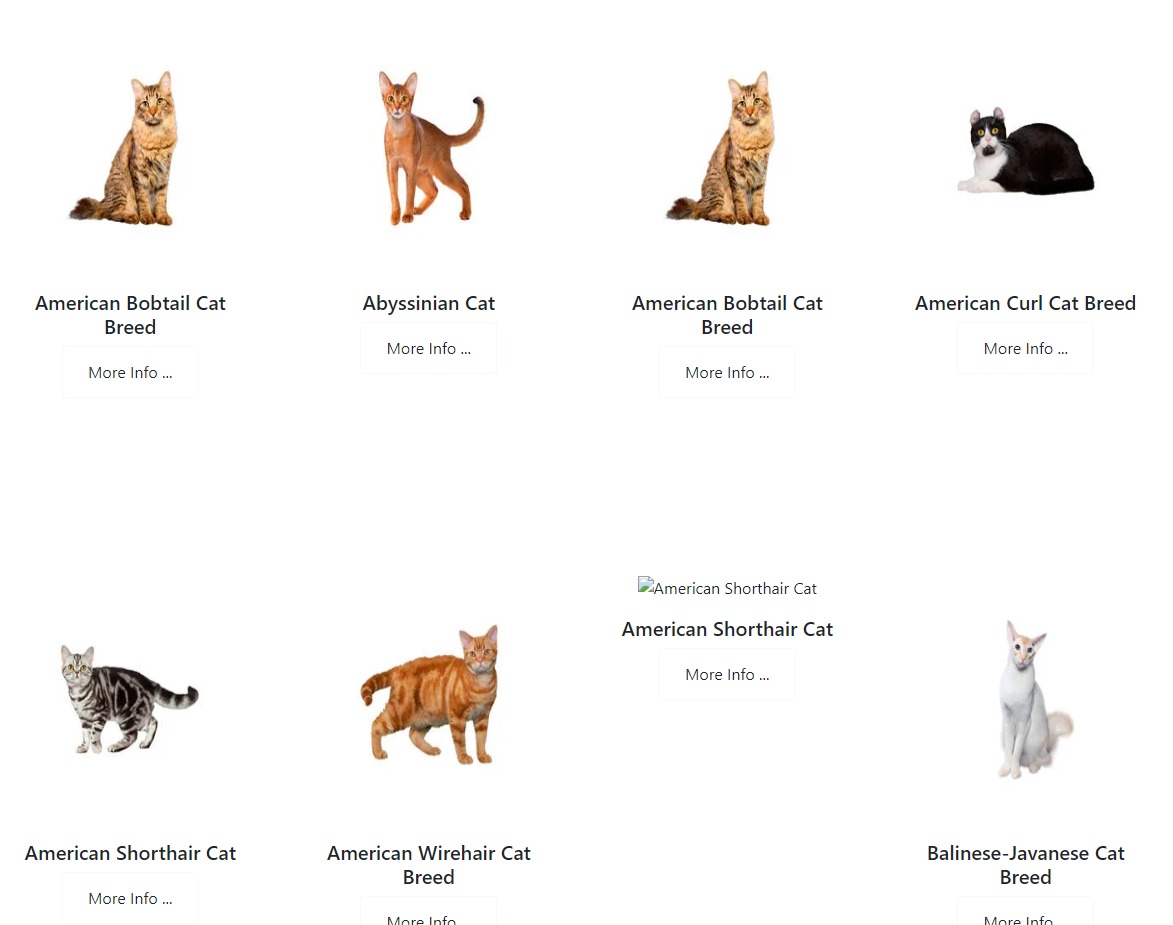 American Bobtail Cat
Breed
More Info ...
Abyssinian Cat
More Info ...
American Bobtail Cat
Breed
More Info ...
American Curl Cat Breed
More Info ...
American Shorthair Cat
More Info ...
American Wirehair Cat
Breed
More Info ...
American Shorthair Cat
American Shorthair Cat
More Info ...
Balinese-Javanese Cat
Breed
More Info ...